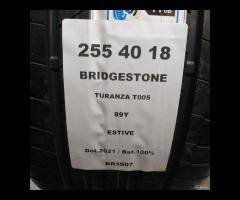 255 40 18
BRIDGESTONE
TURANZA T005
99Y
ESTIVE
Dot.2021 / Bat-100%
BR1907